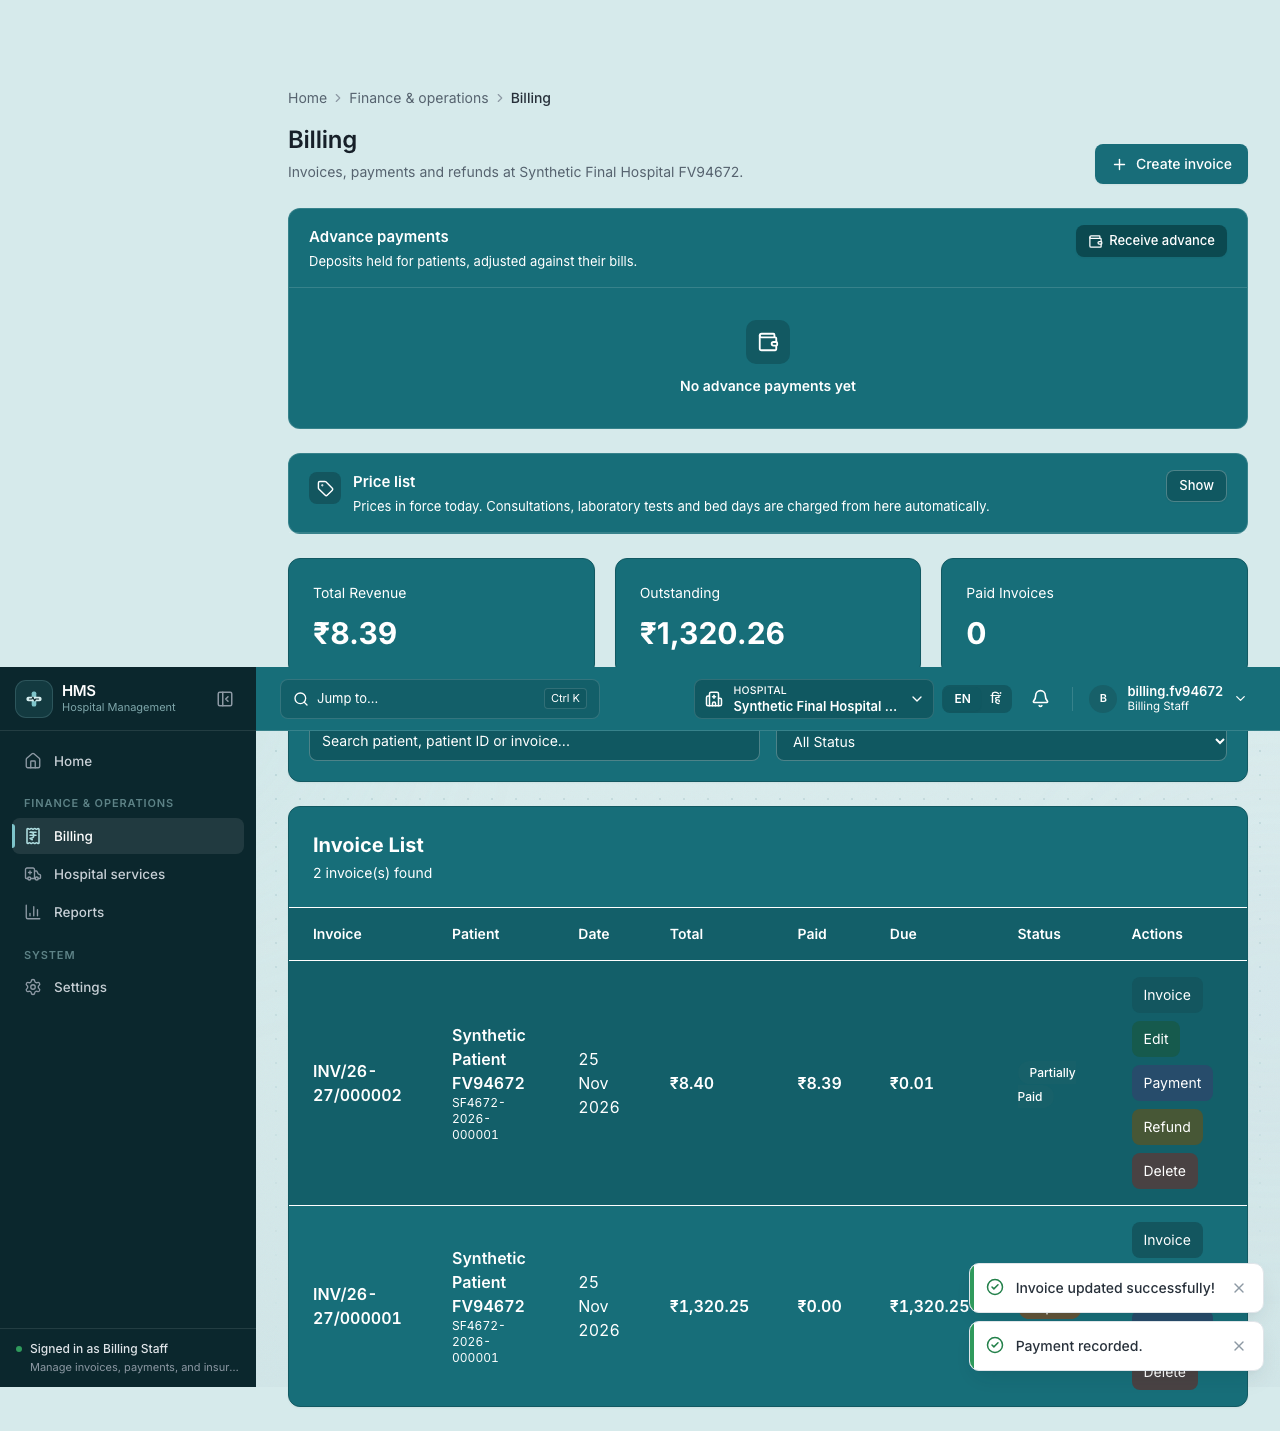 Home > Finance & operations > Billing
Billing
Invoices, payments and refunds at Synthetic Final Hospital FV94672.
Create invoice
Advance payments
Deposits held for patients, adjusted against their bills.
Receive advance
No advance payments yet
Price list
Prices in force today. Consultations, laboratory tests and bed days are charged from here automatically.
Show
Total Revenue
₹8.39
Outstanding
₹1,320.26
Paid Invoices
0
HMS
Hospital Management
Jump to...
Ctrl K
HOSPITAL
Synthetic Final Hospital ...
EN
हिं
B
billing.fv94672
Billing Staff
Home
FINANCE & OPERATIONS
Billing
Hospital services
Reports
SYSTEM
Settings
Signed in as Billing Staff
Manage invoices, payments, and insur...
Search patient, patient ID or invoice...
All Status
Invoice List
2 invoice(s) found
Invoice Patient Date Total Paid Due Status Actions
INV/26-
27/000002
Synthetic
Patient
FV94672
SF4672-
2026-
000001
25
Nov
2026
₹8.40
₹8.39
₹0.01
Partially
Paid
Invoice
Edit
Payment
Refund
Delete
INV/26-
27/000001
Synthetic
Patient
FV94672
SF4672-
2026-
000001
25
Nov
2026
₹1,320.25
₹0.00
₹1,320.25
Invoice
Delete
Invoice updated successfully!
Payment recorded.